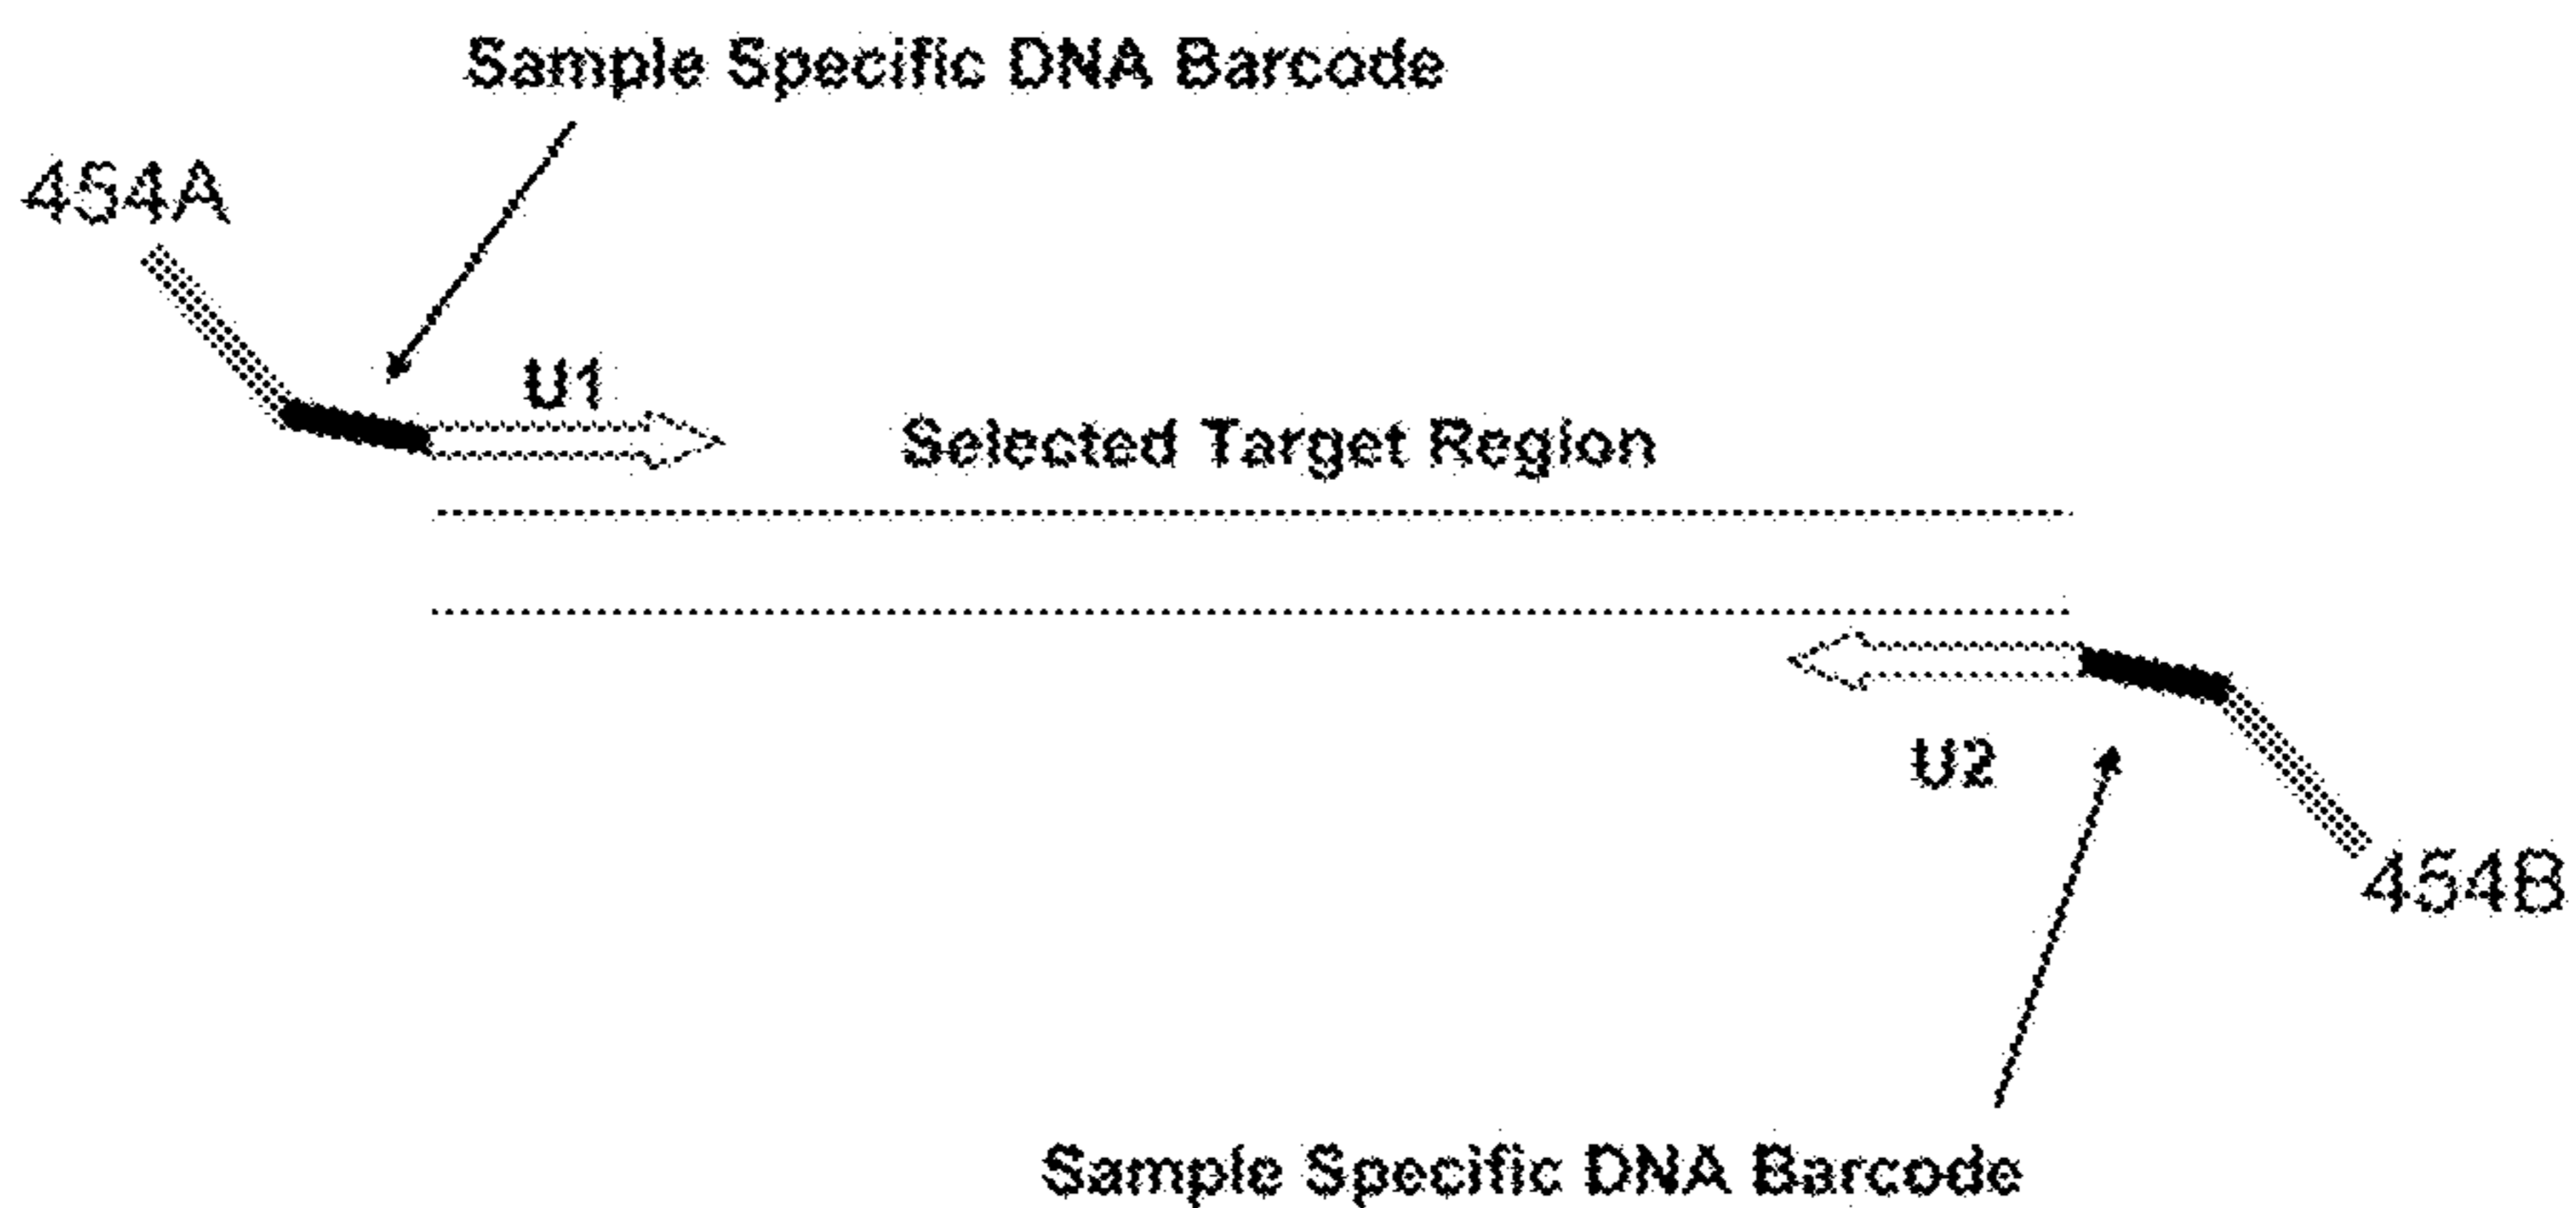 Sample Specific DNA Barcode
454A
U1
Selected Target Region
U2
454B
Sample Specific DNA Barcode